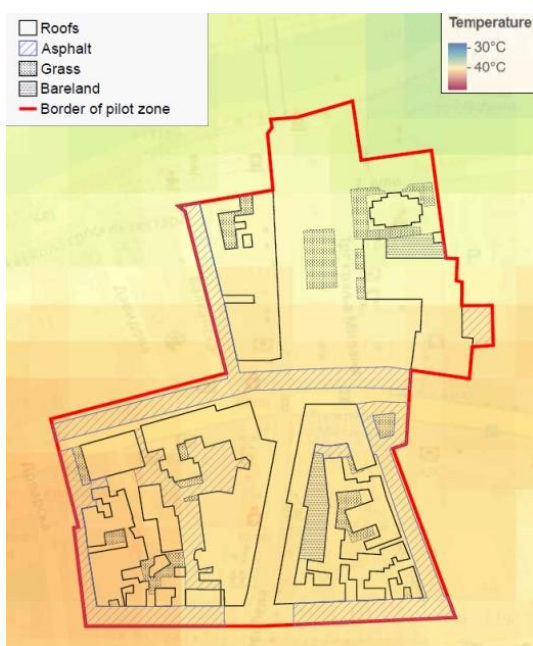 Roofs
Asphalt
Grass
Bareland
Border of pilot zone
Temperature
30°C
40°C
P